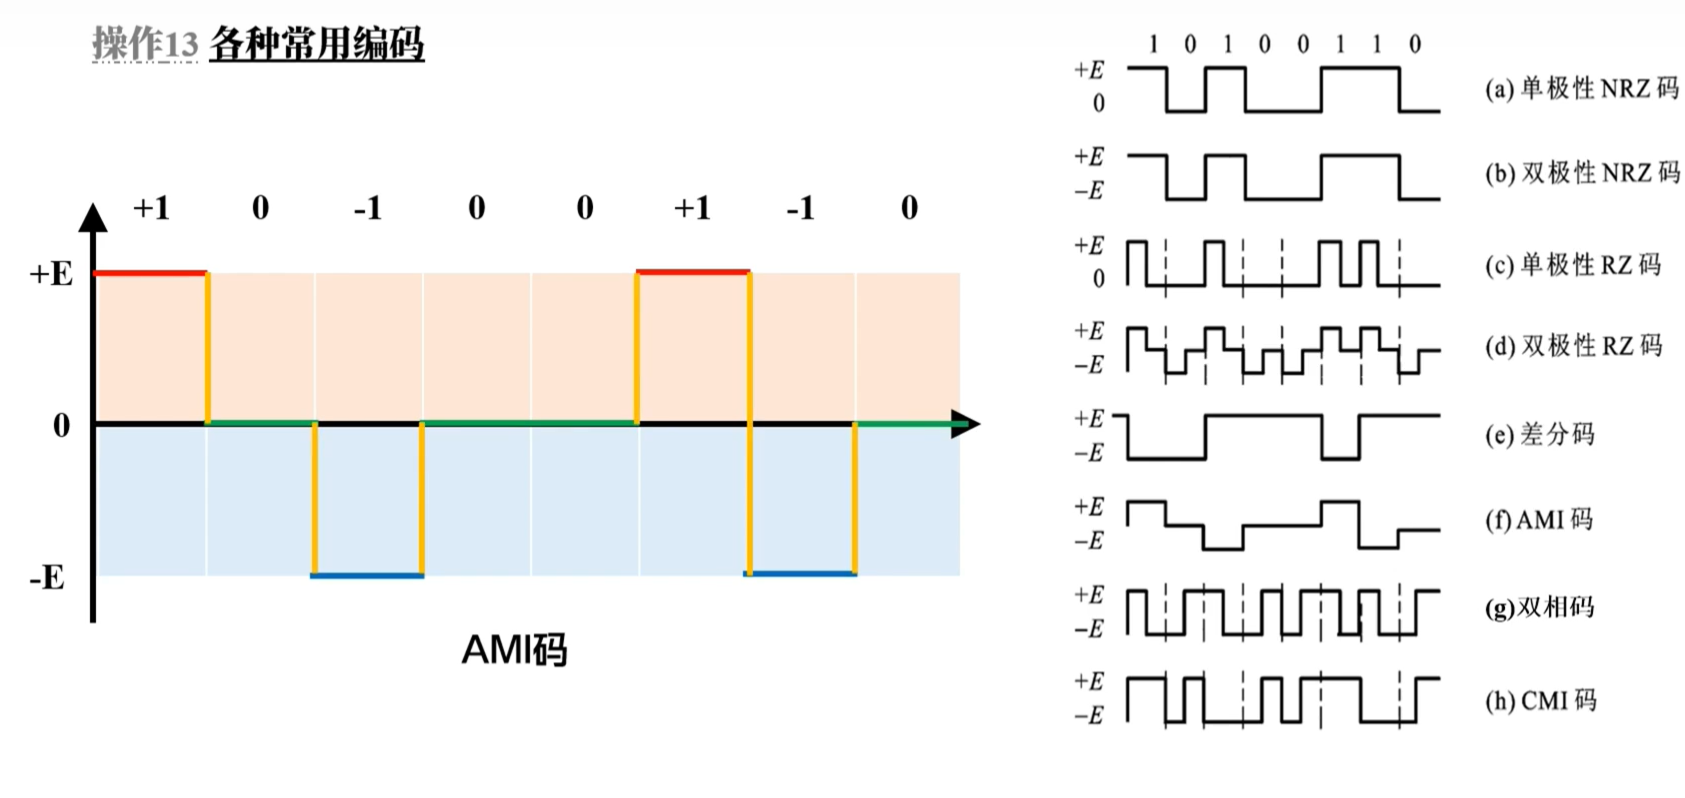 操作13 各种常用编码
+1 0 -1 0 0 +1 -1 0
+E
0
-E
AMI码
1 0 1 0 0 1 1 0
+E
0
(a) 单极性 NRZ 码
+E
−E
(b) 双极性 NRZ 码
+E
0
(c) 单极性 RZ 码
+E
−E
(d) 双极性 RZ 码
+E
−E
(e) 差分码
+E
−E
(f) AMI 码
+E
−E
(g)双相码
+E
−E
(h) CMI 码